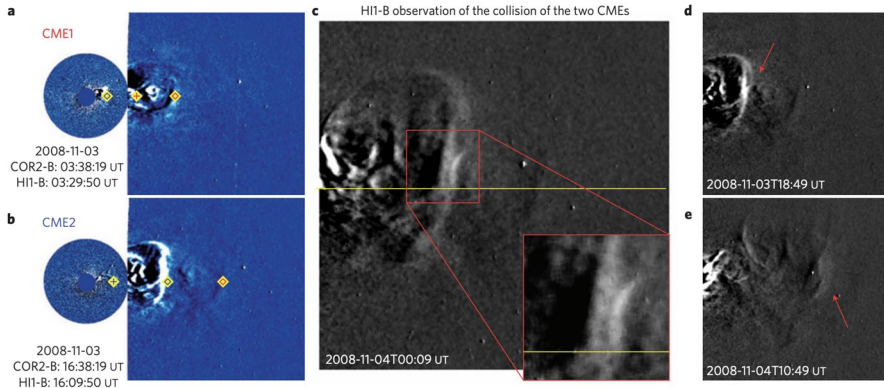 a
CME1
2008-11-03
COR2-B: 03:38:19 UT
HI1-B: 03:29:50 UT
b
CME2
2008-11-03
COR2-B: 16:38:19 UT
HI1-B: 16:09:50 UT
c
HI1-B observation of the collision of the two CMEs
2008-11-04T00:09 UT
d
2008-11-03T18:49 UT
e
2008-11-04T10:49 UT